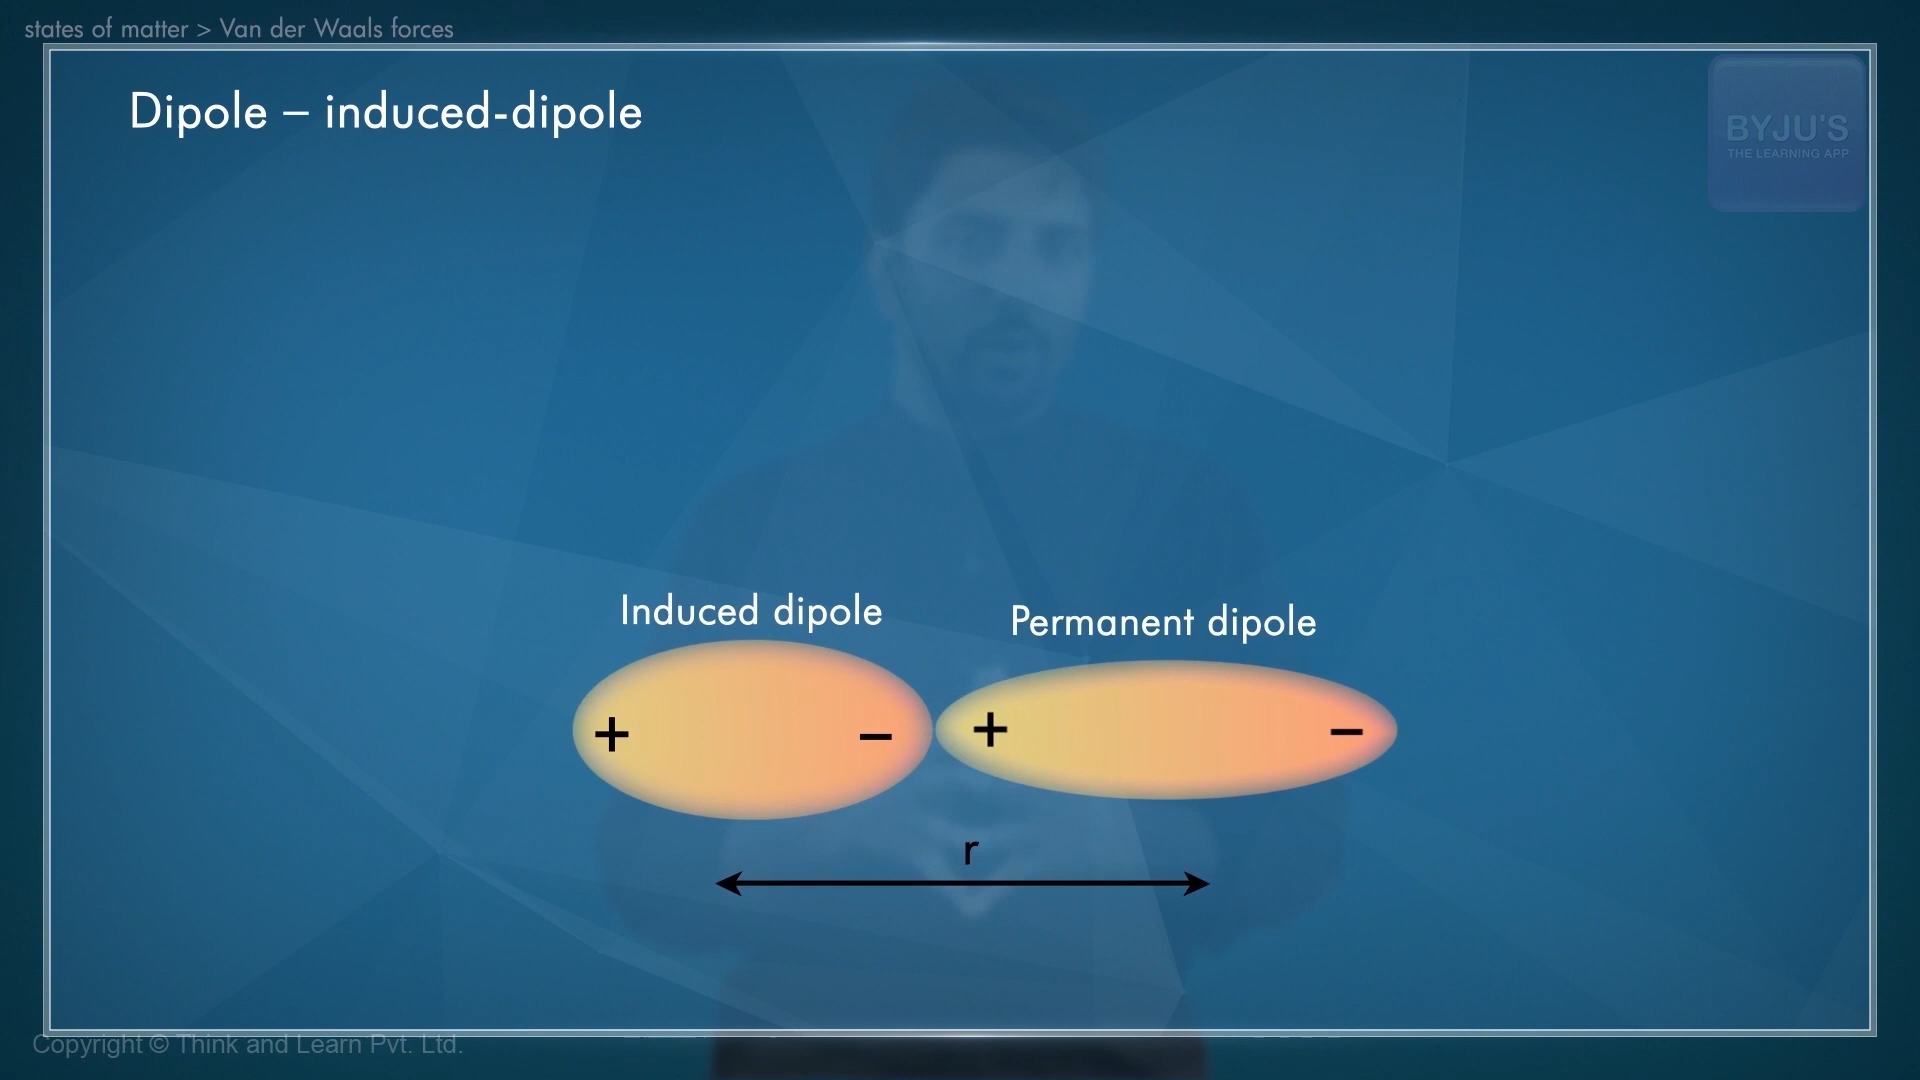 states of matter > Van der Waals forces
Dipole – induced-dipole
BYJU'S
THE LEARNING APP
Induced dipole
Permanent dipole
+ – + –
r
Copyright © Think and Learn Pvt. Ltd.